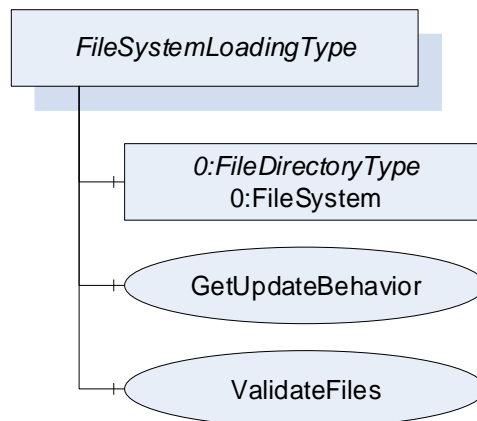 FileSystemLoadingType
0:FileDirectoryType
0:FileSystem
GetUpdateBehavior
ValidateFiles